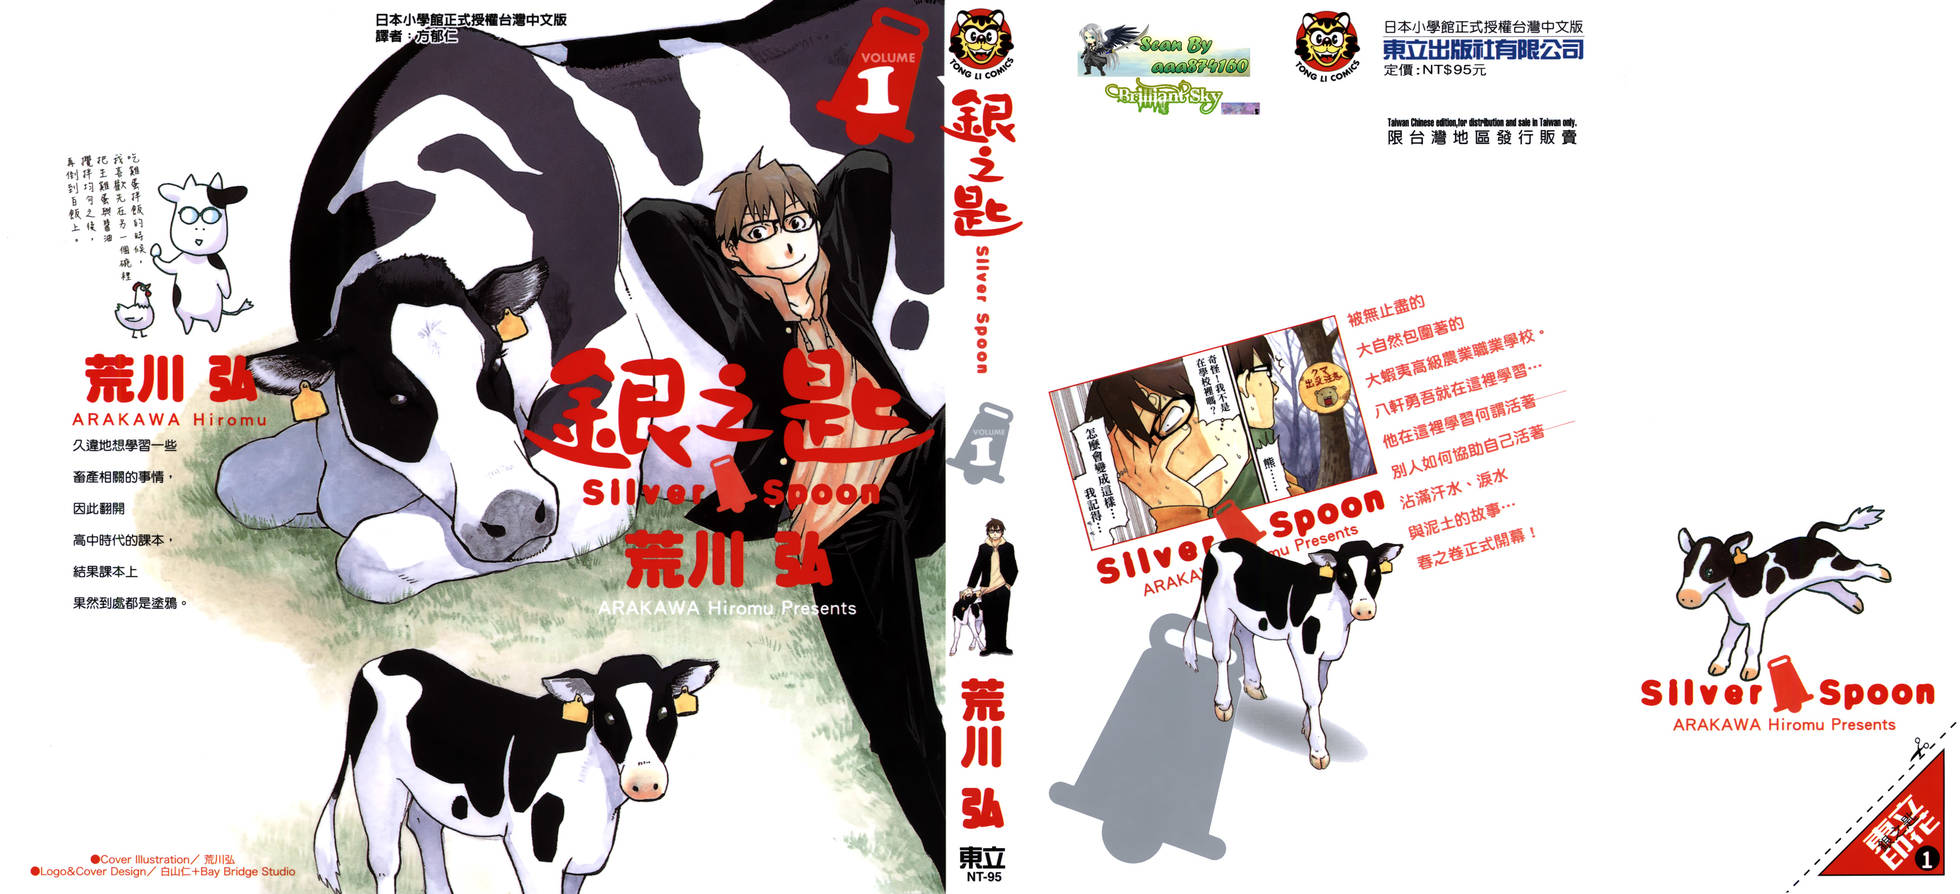 日本小學館正式授權台灣中文版
譯者：方郁仁
VOLUME
1
吃雞蛋拌飯的時候，
我喜歡先在另一個碗裡
把生雞蛋與醬油
攪拌均勻之後，
再倒到白飯上。
荒川 弘
ARAKAWA Hiromu
久違地想學習一些
畜產相關的事情，
因此翻開
高中時代的課本，
結果課本上
果然到處都是塗鴉。
銀之匙
Silver Spoon
荒川 弘
ARAKAWA Hiromu Presents
●Cover Illustration／ 荒川弘
●Logo&Cover Design／ 白山仁＋Bay Bridge Studio
TONG LI COMICS
銀之匙
Silver Spoon
VOLUME
1
荒川 弘
東立
NT-95
Scan By
aaa874160
Brilliant Sky
TONG LI COMICS
日本小學館正式授權台灣中文版
東立出版社有限公司
定價：NT$95元
Taiwan Chinese edition,for distribution and sale in Taiwan only.
限台灣地區發行販賣
被無止盡的
大自然包圍著的
大蝦夷高級農業職業學校。
八軒勇吾就在這裡學習…
他在這裡學習何謂活著——
別人如何協助自己活著——
沾滿汗水、淚水
與泥土的故事…
春之卷正式開幕！
クマ
出没注意
熊……
奇怪！我不是
在學校裡嗎？
怎麼會變成這樣…
我記得…
Silver Spoon
ARAKAWA
mu Presents
Silver Spoon
ARAKAWA Hiromu Presents
東立
銀之匙
印花
1